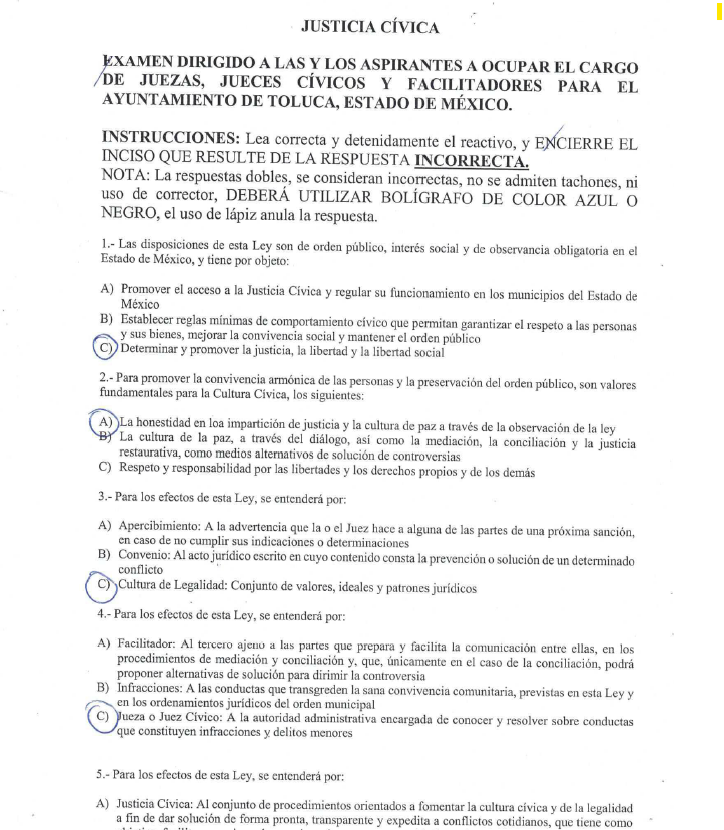 JUSTICIA CÍVICA
EXAMEN DIRIGIDO A LAS Y LOS ASPIRANTES A OCUPAR EL CARGO
DE JUEZAS, JUECES CÍVICOS Y FACILITADORES PARA EL
AYUNTAMIENTO DE TOLUCA, ESTADO DE MÉXICO.
INSTRUCCIONES: Lea correcta y detenidamente el reactivo, y ENCIERRE EL
INCISO QUE RESULTE DE LA RESPUESTA INCORRECTA.
NOTA: La respuestas dobles, se consideran incorrectas, no se admiten tachones, ni
uso de corrector, DEBERÁ UTILIZAR BOLÍGRAFO DE COLOR AZUL O
NEGRO, el uso de lápiz anula la respuesta.
1.- Las disposiciones de esta Ley son de orden público, interés social y de observancia obligatoria en el
Estado de México, y tiene por objeto:
A) Promover el acceso a la Justicia Cívica y regular su funcionamiento en los municipios del Estado de
México
B) Establecer reglas mínimas de comportamiento cívico que permitan garantizar el respeto a las personas
y sus bienes, mejorar la convivencia social y mantener el orden público
C) Determinar y promover la justicia, la libertad y la libertad social
2.- Para promover la convivencia armónica de las personas y la preservación del orden público, son valores
fundamentales para la Cultura Cívica, los siguientes:
A) La honestidad en loa impartición de justicia y la cultura de paz a través de la observación de la ley
B) La cultura de la paz, a través del diálogo, así como la mediación, la conciliación y la justicia
restaurativa, como medios alternativos de solución de controversias
C) Respeto y responsabilidad por las libertades y los derechos propios y de los demás
3.- Para los efectos de esta Ley, se entenderá por:
A) Apercibimiento: A la advertencia que la o el Juez hace a alguna de las partes de una próxima sanción,
en caso de no cumplir sus indicaciones o determinaciones
B) Convenio: Al acto jurídico escrito en cuyo contenido consta la prevención o solución de un determinado
conflicto
C) Cultura de Legalidad: Conjunto de valores, ideales y patrones jurídicos
4.- Para los efectos de esta Ley, se entenderá por:
A) Facilitador: Al tercero ajeno a las partes que prepara y facilita la comunicación entre ellas, en los
procedimientos de mediación y conciliación y, que, únicamente en el caso de la conciliación, podrá
proponer alternativas de solución para dirimir la controversia
B) Infracciones: A las conductas que transgreden la sana convivencia comunitaria, previstas en esta Ley y
en los ordenamientos jurídicos del orden municipal
C) Jueza o Juez Cívico: A la autoridad administrativa encargada de conocer y resolver sobre conductas
que constituyen infracciones y delitos menores
5.- Para los efectos de esta Ley, se entenderá por:
A) Justicia Cívica: Al conjunto de procedimientos orientados a fomentar la cultura cívica y de la legalidad
a fin de dar solución de forma pronta, transparente y expedita a conflictos cotidianos, que tiene como